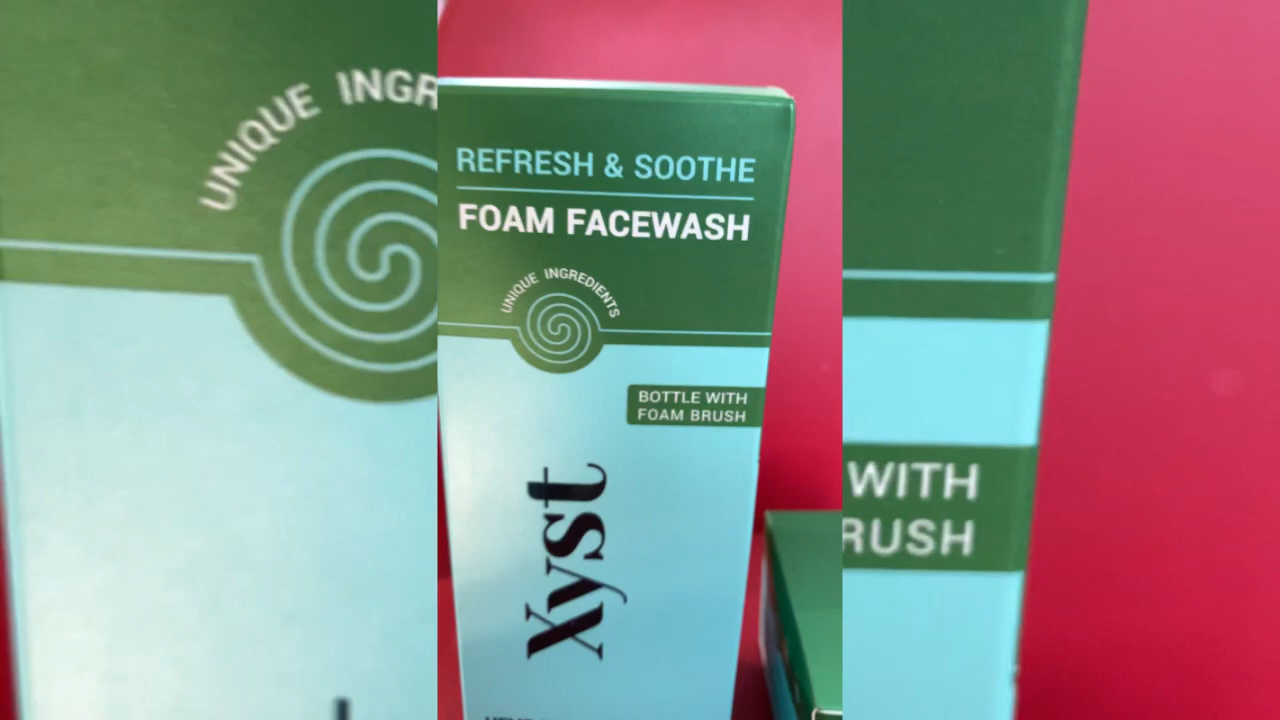 REFRESH & SOOTHE
FOAM FACEWASH
UNIQUE INGREDIENTS
BOTTLE WITH
FOAM BRUSH
Xyst
UNIQUE INGR
WITH
RUSH